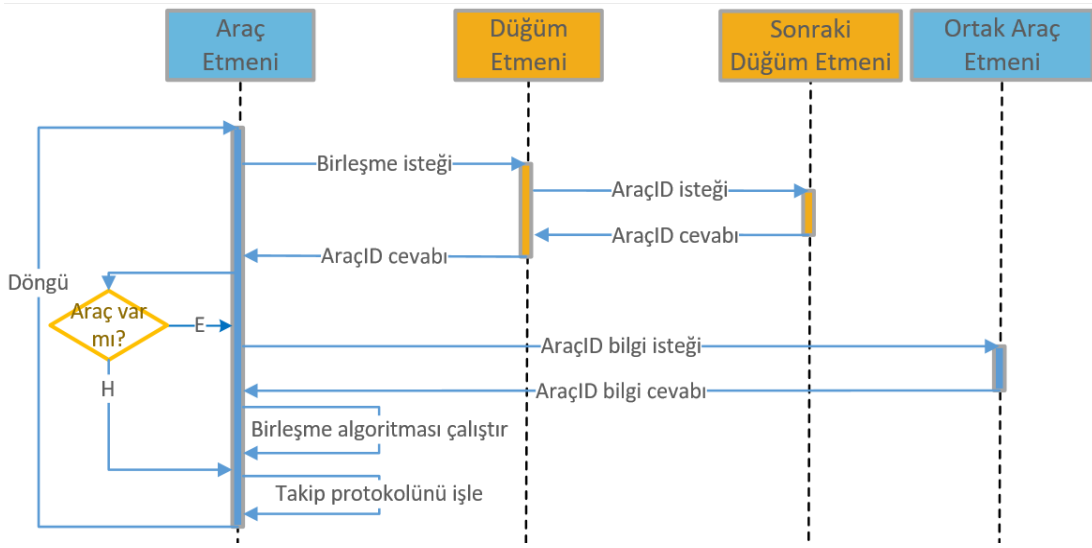 Araç
Etmeni
Düğüm
Etmeni
Sonraki
Düğüm Etmeni
Ortak Araç
Etmeni
Birleşme isteği
AraçID isteği
AraçID cevabı
AraçID cevabı
Döngü
Araç var
mı?
E
AraçID bilgi isteği
H
AraçID bilgi cevabı
Birleşme algoritması çalıştır
Takip protokolünü işle